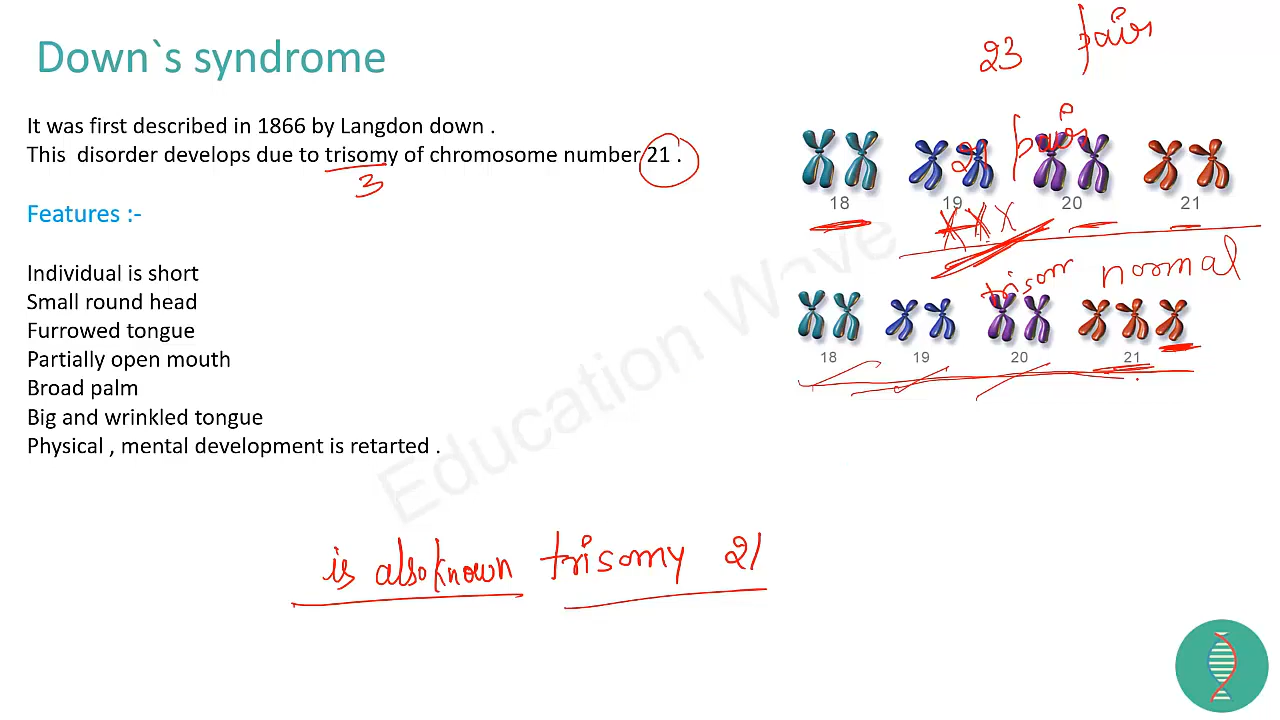 Down`s syndrome
23 pairs
It was first described in 1866 by Langdon down .
This disorder develops due to trisomy of chromosome number 21 .
3
21 pairs
18 19 20 21
XXX
Features :-
normal
Individual is short
Small round head
Furrowed tongue
Partially open mouth
Broad palm
Big and wrinkled tongue
Physical , mental development is retarted .
18 19 20 21
Education Wave
is also known trisomy 21